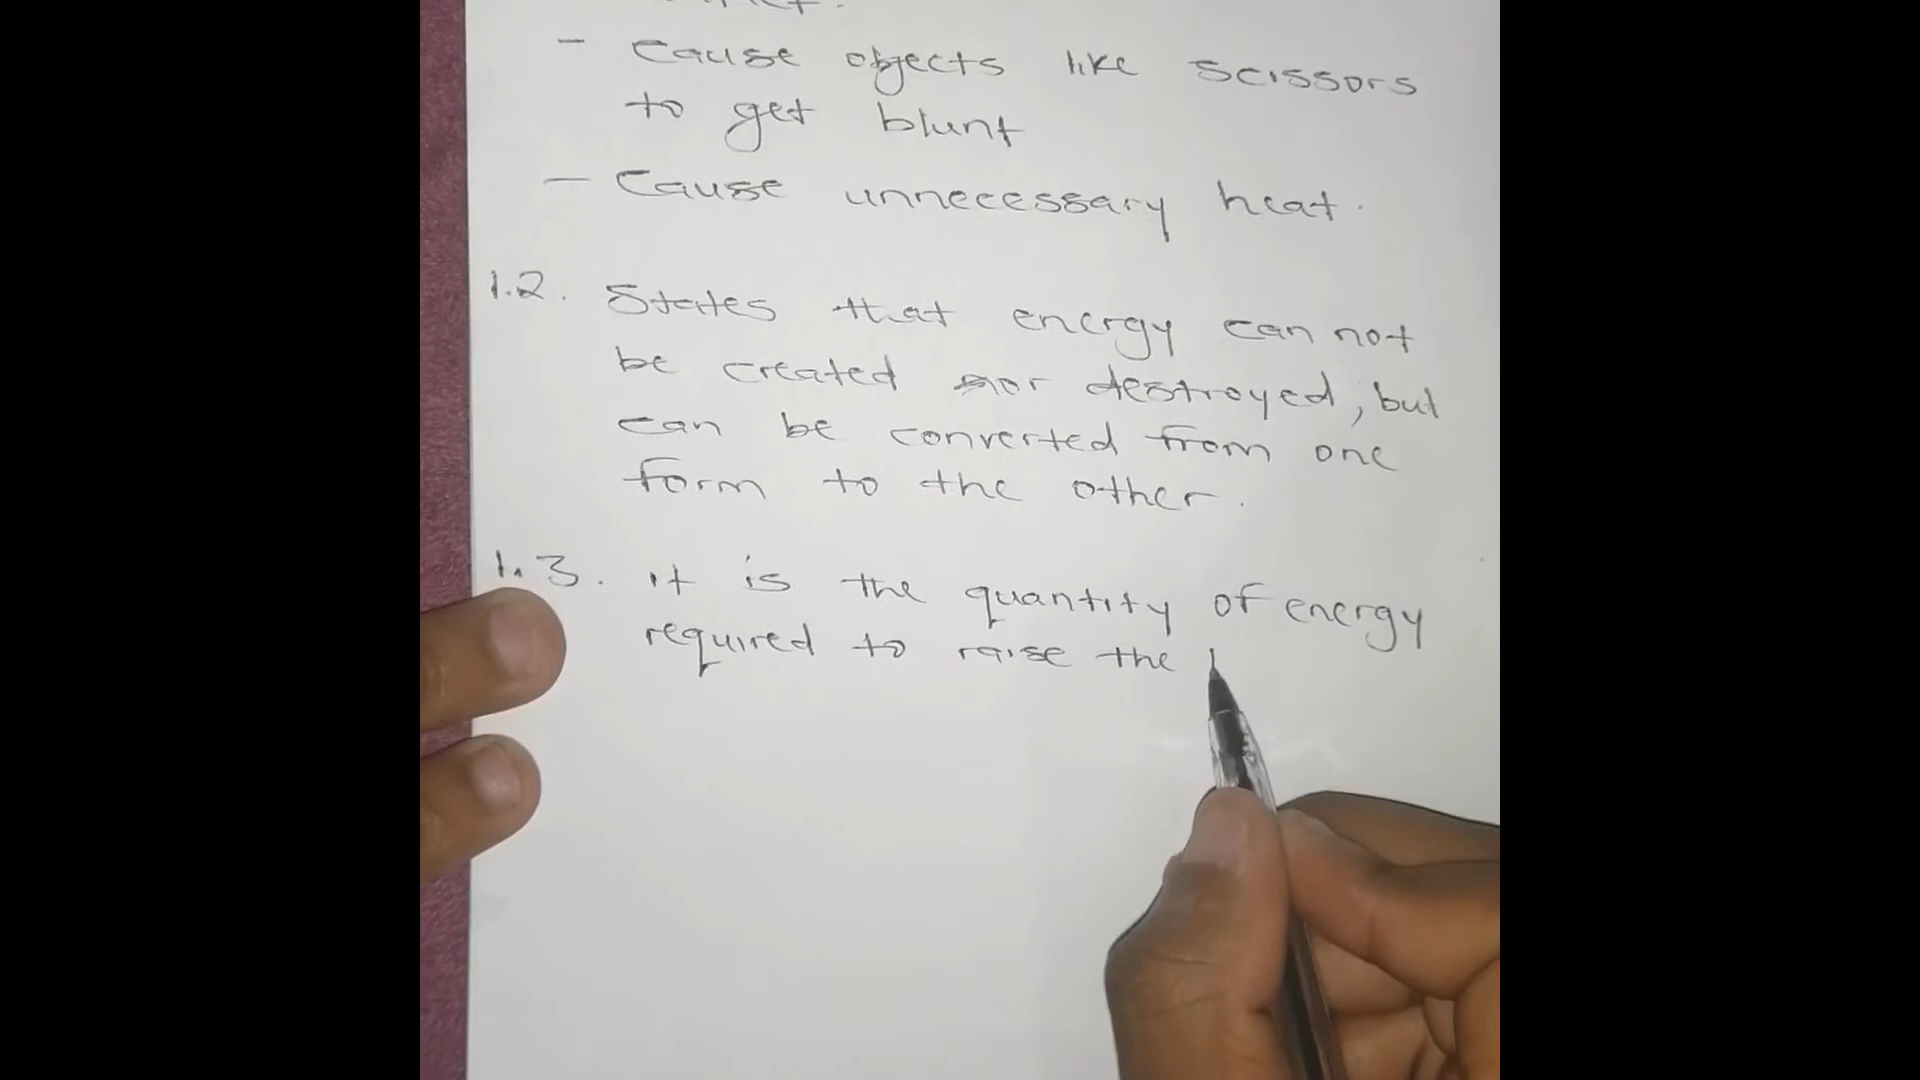 - Cause objects like scissors
to get blunt
- Cause unnecessary heat.
1.2. States that energy can not
be created nor destroyed, but
can be converted from one
form to the other.
1.3. it is the quantity of energy
required to raise the